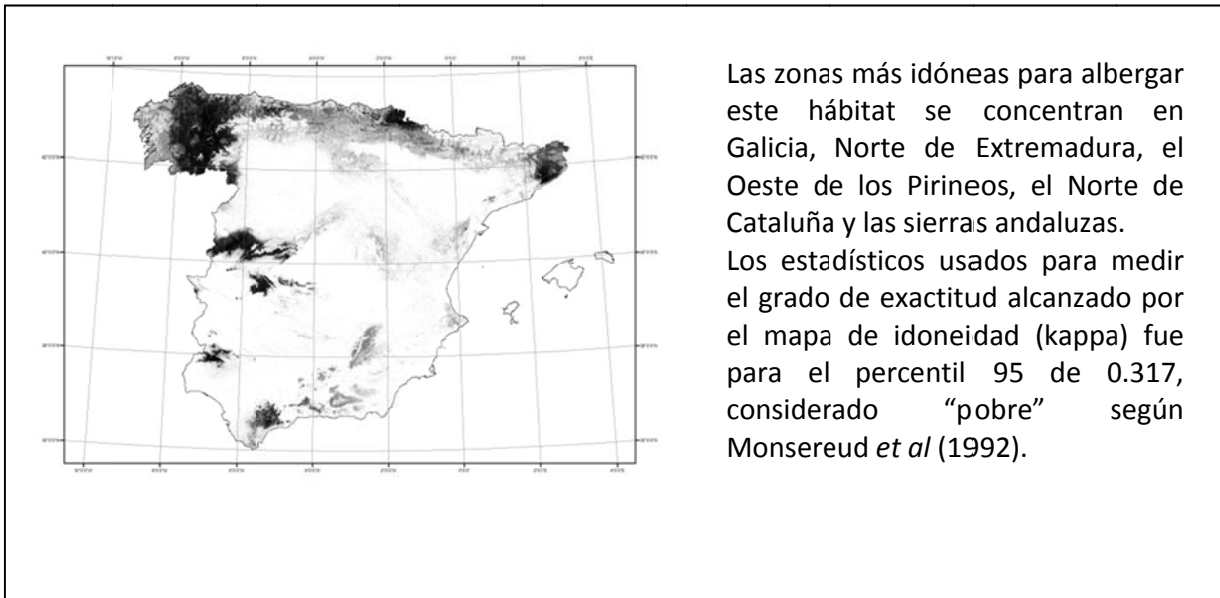 Las zonas más idóneas para albergar
este hábitat se concentran en
Galicia, Norte de Extremadura, el
Oeste de los Pirineos, el Norte de
Cataluña y las sierras andaluzas.
Los estadísticos usados para medir
el grado de exactitud alcanzado por
el mapa de idoneidad (kappa) fue
para el percentil 95 de 0.317,
considerado “pobre” según
Monsereud et al (1992).